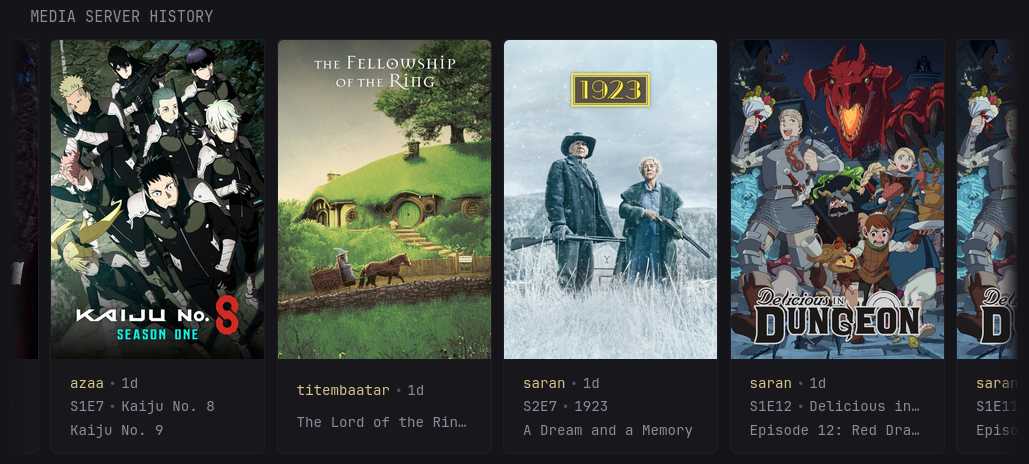 MEDIA SERVER HISTORY
KAIJU No. 8
SEASON ONE
azaa • 1d
S1E7 • Kaiju No. 8
Kaiju No. 9
THE FELLOWSHIP
OF THE RING
titembaatar • 1d
The Lord of the Rin…
1923
saran • 1d
S2E7 • 1923
A Dream and a Memory
Delicious IN
DUNGEON
saran • 1d
S1E12 • Delicious in…
Episode 12: Red Dra…
Deli
D
saran
S1E11
Episo